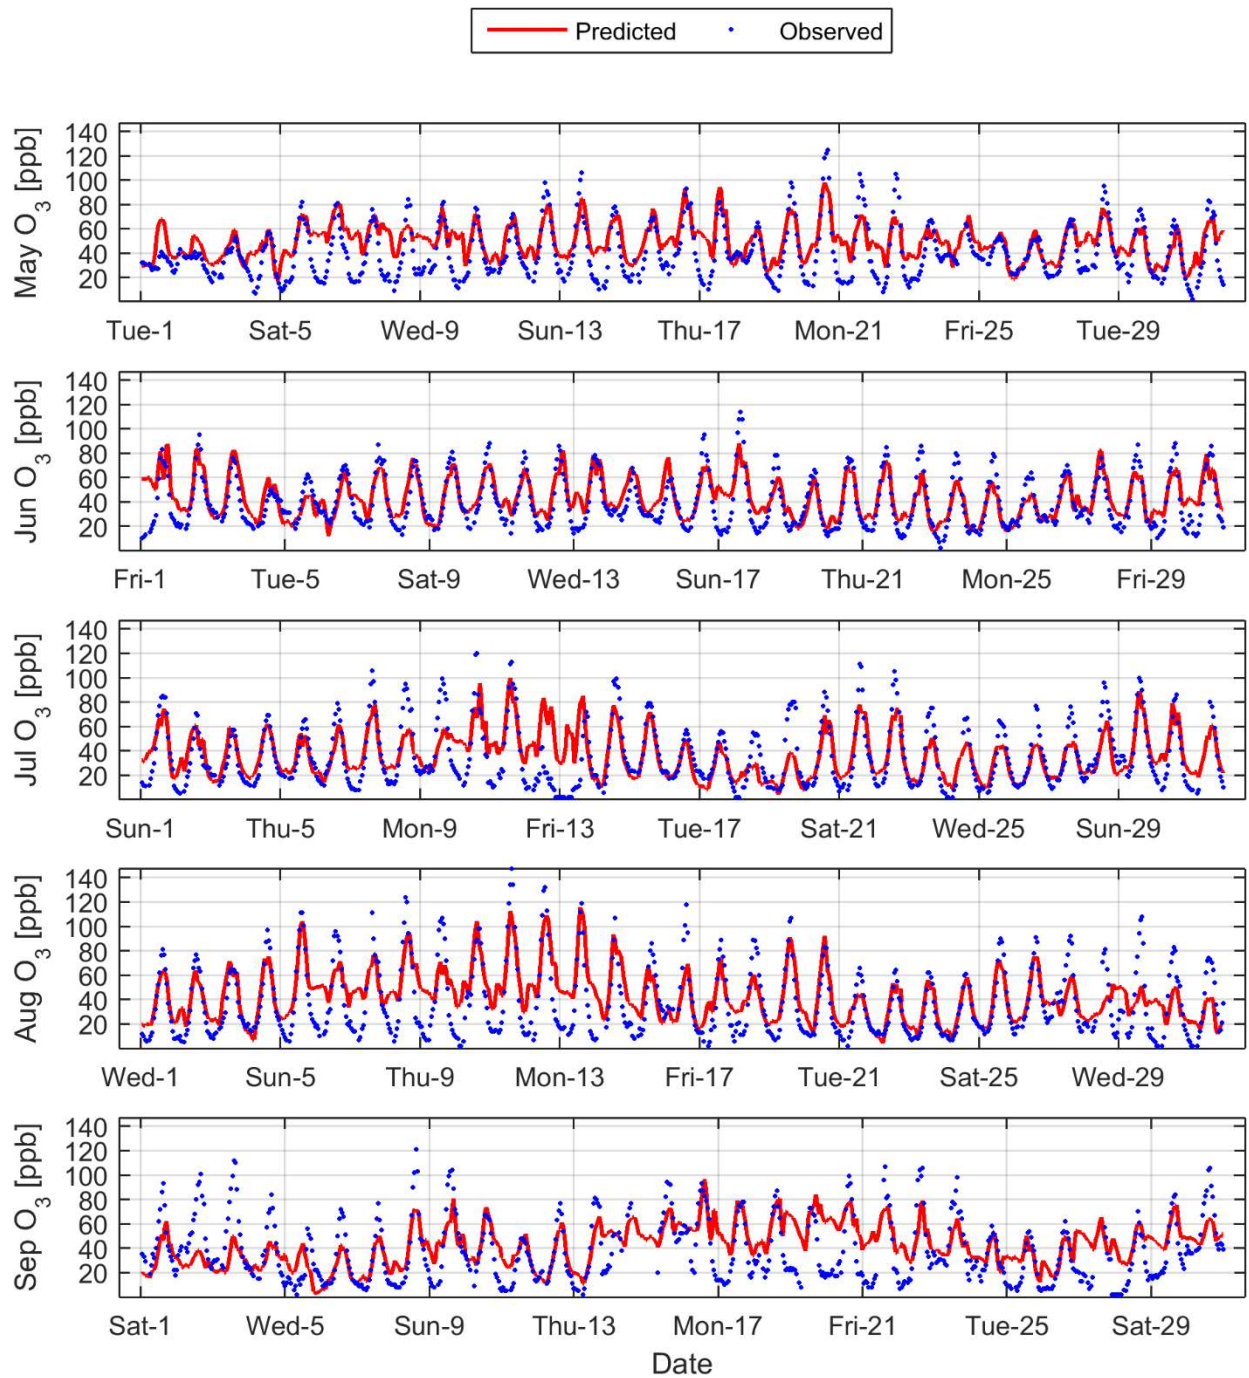 Predicted Observed
May O3 [ppb]
140
120
100
80
60
40
20
Tue-1 Sat-5 Wed-9 Sun-13 Thu-17 Mon-21 Fri-25 Tue-29
Jun O3 [ppb]
140
120
100
80
60
40
20
Fri-1 Tue-5 Sat-9 Wed-13 Sun-17 Thu-21 Mon-25 Fri-29
Jul O3 [ppb]
140
120
100
80
60
40
20
Sun-1 Thu-5 Mon-9 Fri-13 Tue-17 Sat-21 Wed-25 Sun-29
Aug O3 [ppb]
140
120
100
80
60
40
20
Wed-1 Sun-5 Thu-9 Mon-13 Fri-17 Tue-21 Sat-25 Wed-29
Sep O3 [ppb]
140
120
100
80
60
40
20
Sat-1 Wed-5 Sun-9 Thu-13 Mon-17 Fri-21 Tue-25 Sat-29
Date